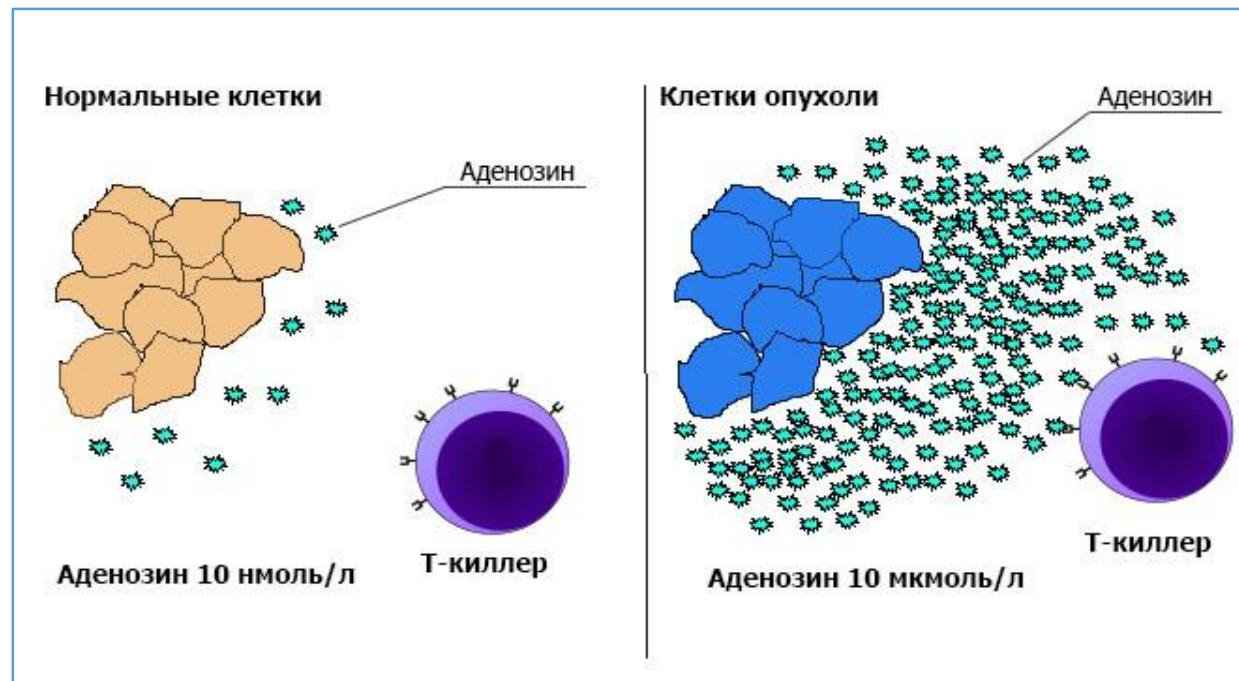 Нормальные клетки
Аденозин
Аденозин 10 нмоль/л
Т-киллер
Клетки опухоли
Аденозин
Аденозин 10 мкмоль/л
Т-киллер